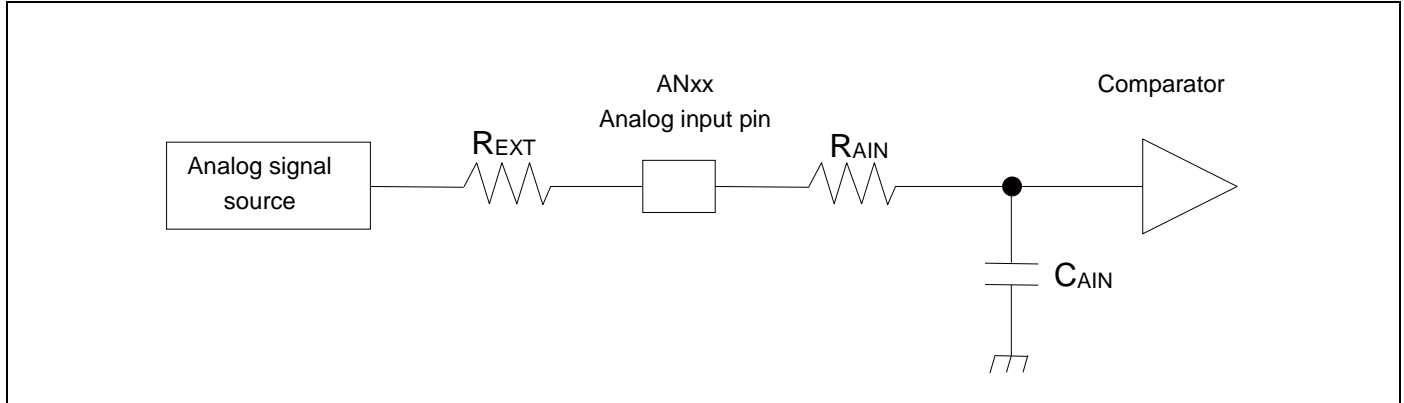 ANxx
Analog input pin
Comparator
Analog signal
source
REXT
RAIN
CAIN